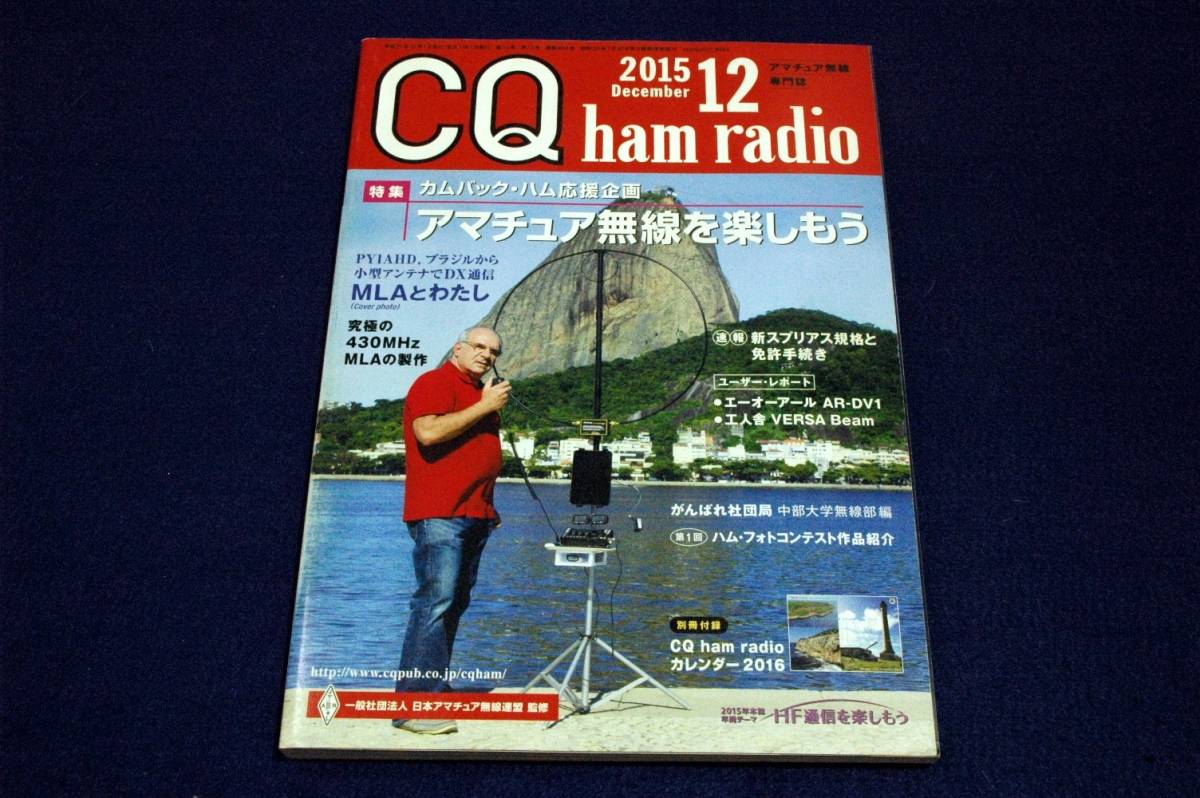 CQ ham radio
2015
December
12
アマチュア無線
専門誌
特集
カムバック・ハム応援企画
アマチュア無線を楽しもう
PY1AHD, ブラジルから
小型アンテナでDX通信
MLAとわたし
(Cover photo)
究極の
430MHz
MLAの製作
速報 新スプリアス規格と
免許手続き
ユーザー・レポート
● エーオーアール AR-DV1
● 工人舎 VERSA Beam
がんばれ社団局 中部大学無線部編
第1回 ハム・フォトコンテスト作品紹介
別冊付録
CQ ham radio
カレンダー2016
http://www.cqpub.co.jp/cqham/
一般社団法人 日本アマチュア無線連盟 監修
2015年本誌
年間テーマ
HF通信を楽しもう